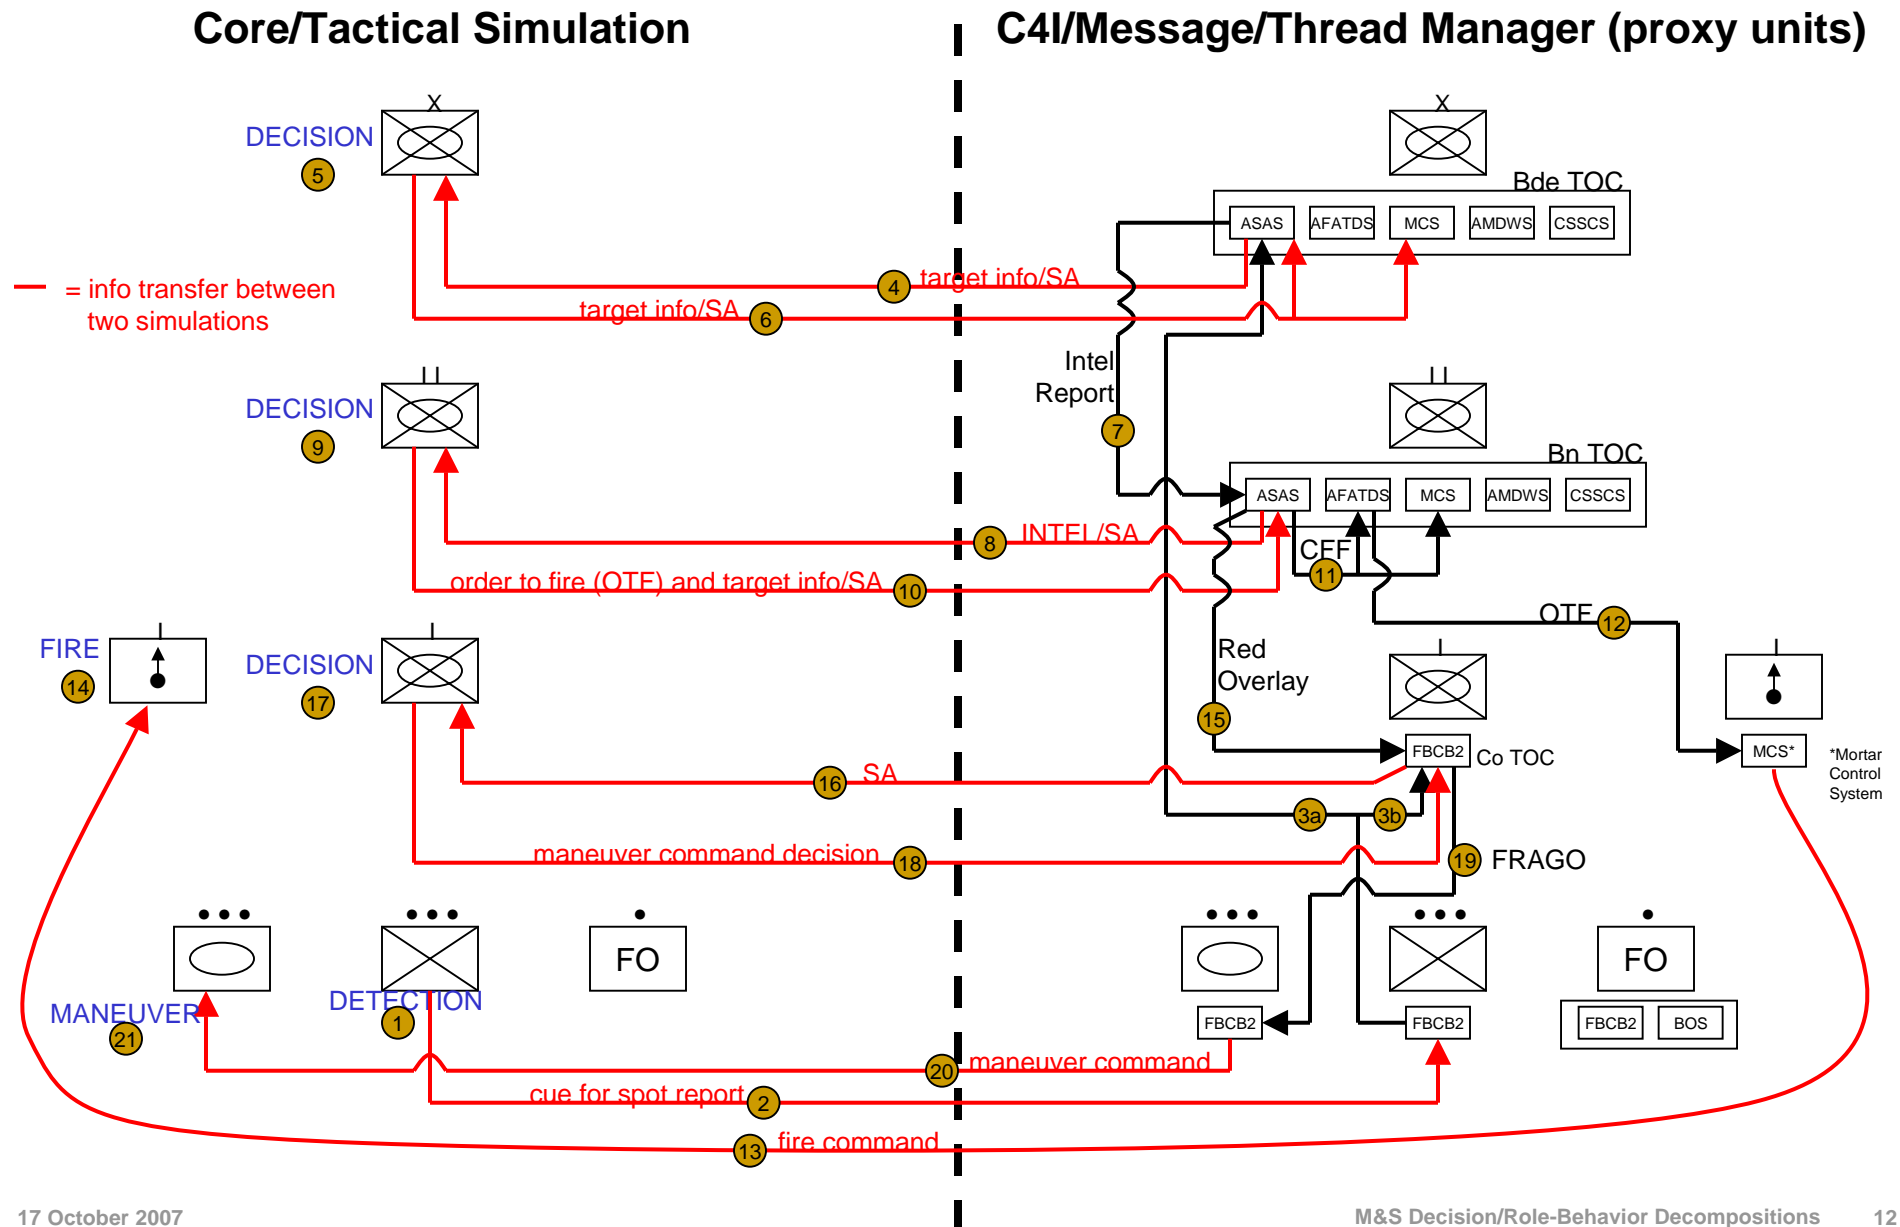 Core/Tactical Simulation
C4I/Message/Thread Manager (proxy units)
X
X
DECISION
5
Bde TOC
ASAS
AFATDS
MCS
AMDWS
CSSCS
= info transfer between
two simulations
4
target info/SA
target info/SA
6
Intel
Report
7
I I
I I
DECISION
9
Bn TOC
ASAS
AFATDS
MCS
AMDWS
CSSCS
8
INTEL/SA
CFF
11
order to fire (OTF) and target info/SA
10
OTF
12
FIRE
14
I
DECISION
17
I
Red
Overlay
15
I
I
FBCB2
Co TOC
MCS*
*Mortar
Control
System
16
SA
3a
3b
maneuver command decision
18
19
FRAGO
FO
FO
MANEUVER
21
DETECTION
1
FBCB2
FBCB2
FBCB2
BOS
20
maneuver command
cue for spot report
2
13
fire command
17 October 2007
M&S Decision/Role-Behavior Decompositions
12